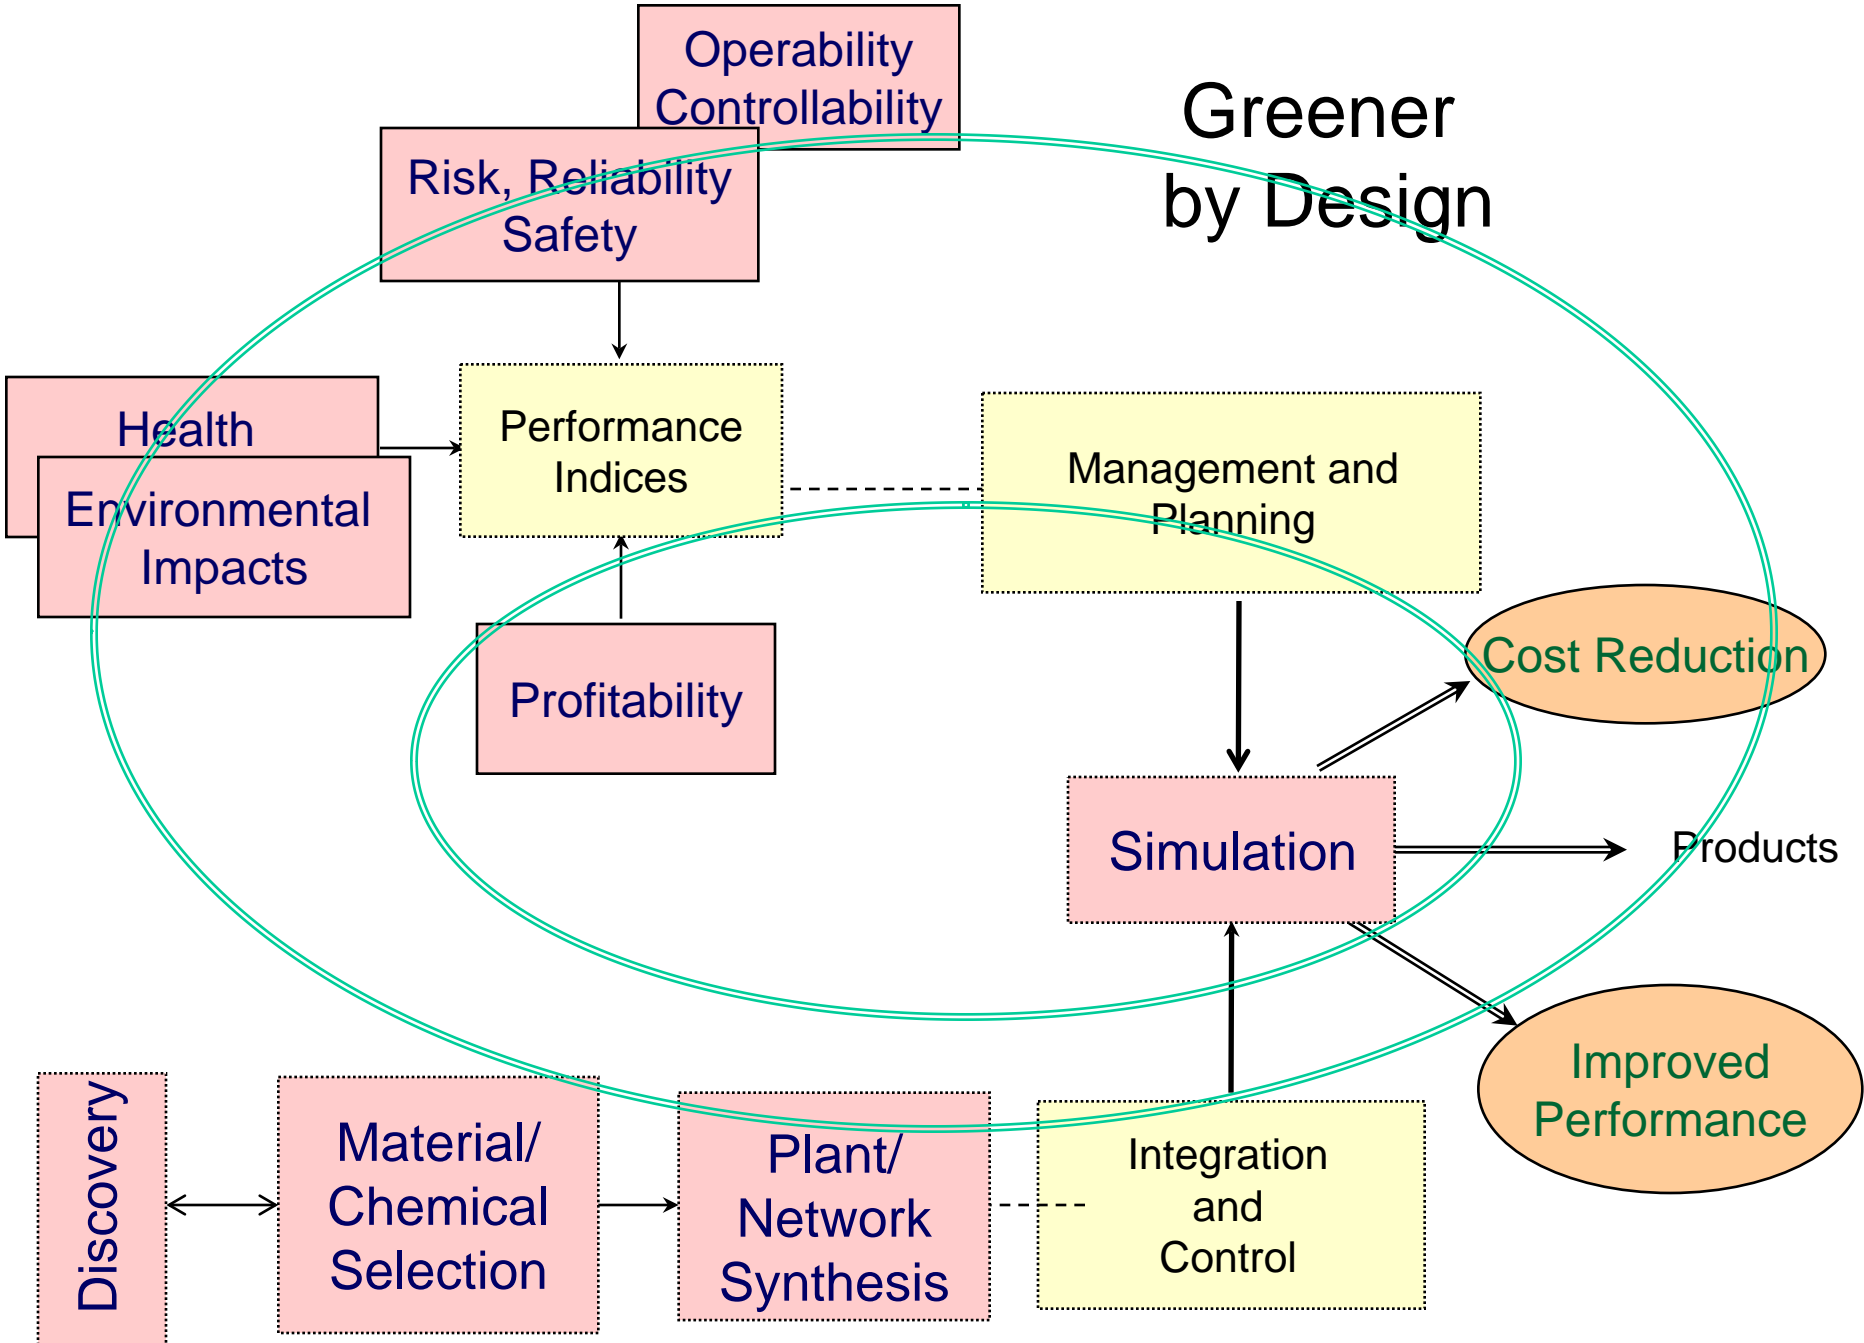 Operability
Controllability
Greener
by Design
Risk, Reliability
Safety
Health
Environmental
Impacts
Performance
Indices
Management and
Planning
Profitability
Cost Reduction
Simulation
Products
Improved
Performance
Discovery
Material/
Chemical
Selection
Plant/
Network
Synthesis
Integration
and
Control